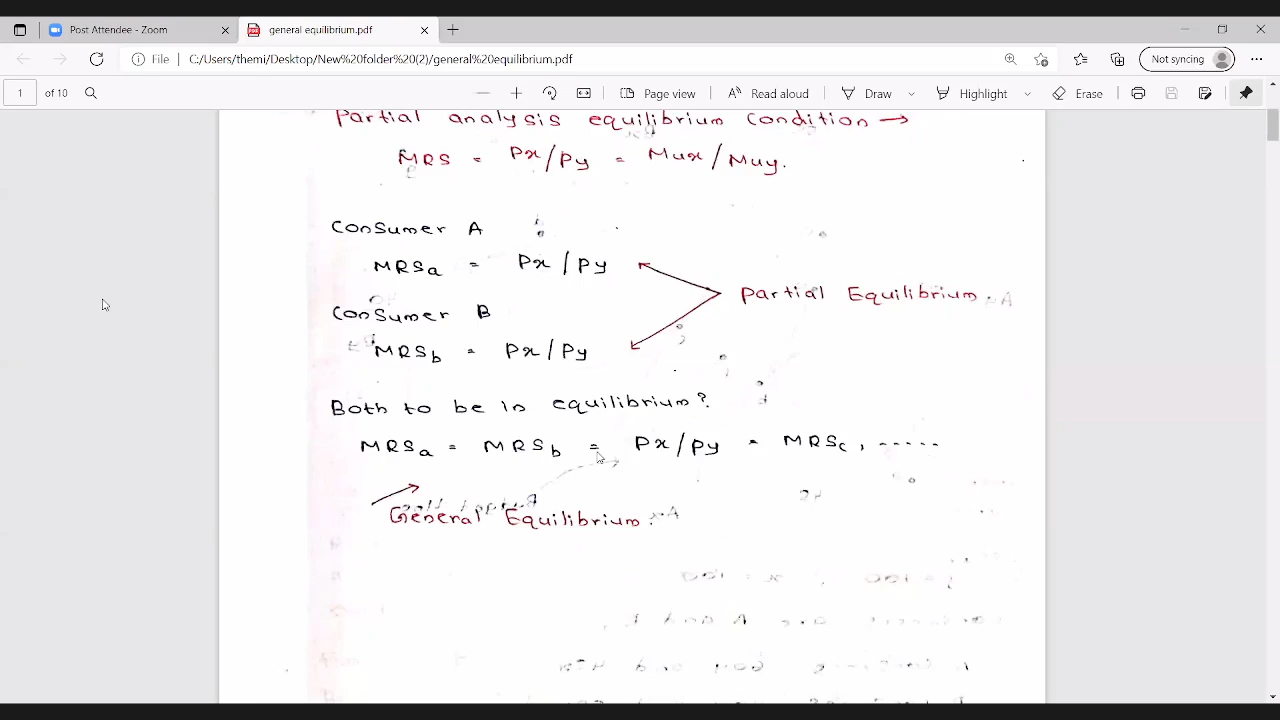 Post Attendee - Zoom
general equilibrium.pdf
File C:/Users/themi/Desktop/New%20folder%20(2)/general%20equilibrium.pdf
Not syncing
1 of 10
Page view
Read aloud
Draw
Highlight
Erase
Partial analysis equilibrium condition →
MRS = Px/Py = Mux/Muy.
Consumer A
MRSa = Px/Py
Partial Equilibrium
Consumer B
MRSb = Px/Py
Both to be in equilibrium?
MRSa = MRSb = Px/Py = MRSc, -----
General Equilibrium.